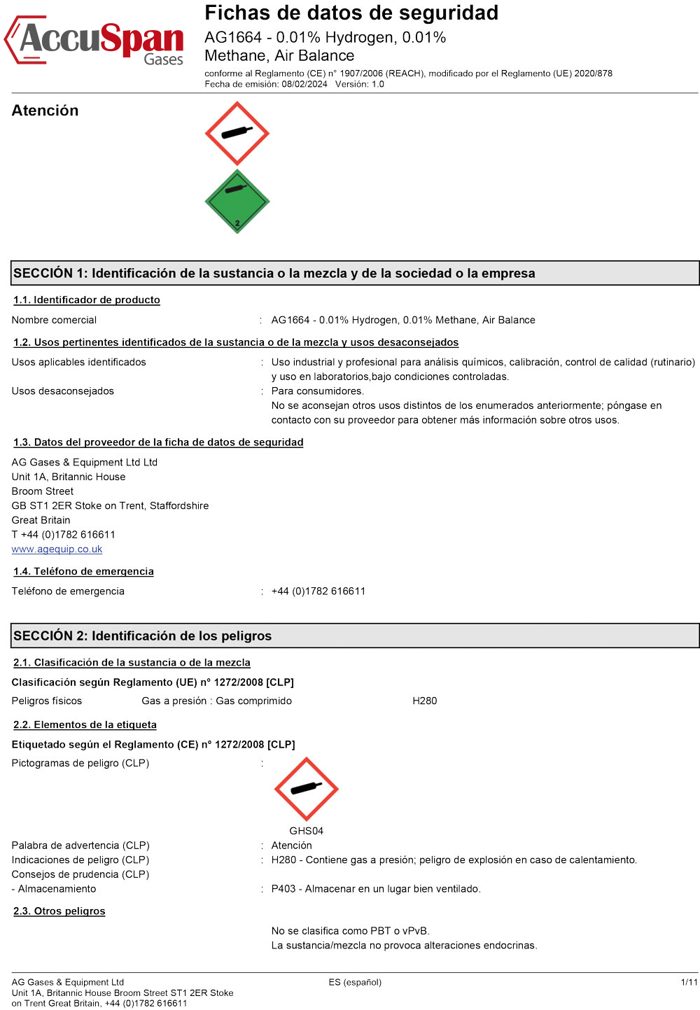 AccuSpan
Gases
Fichas de datos de seguridad
AG1664 - 0.01% Hydrogen, 0.01%
Methane, Air Balance
conforme al Reglamento (CE) n° 1907/2006 (REACH), modificado por el Reglamento (UE) 2020/878
Fecha de emisión: 08/02/2024 Versión: 1.0
Atención
2
SECCIÓN 1: Identificación de la sustancia o la mezcla y de la sociedad o la empresa
1.1. Identificador de producto
Nombre comercial : AG1664 - 0.01% Hydrogen, 0.01% Methane, Air Balance
1.2. Usos pertinentes identificados de la sustancia o de la mezcla y usos desaconsejados
Usos aplicables identificados : Uso industrial y profesional para análisis químicos, calibración, control de calidad (rutinario)
y uso en laboratorios,bajo condiciones controladas.
Usos desaconsejados : Para consumidores.
No se aconsejan otros usos distintos de los enumerados anteriormente; póngase en
contacto con su proveedor para obtener más información sobre otros usos.
1.3. Datos del proveedor de la ficha de datos de seguridad
AG Gases & Equipment Ltd Ltd
Unit 1A, Britannic House
Broom Street
GB ST1 2ER Stoke on Trent, Staffordshire
Great Britain
T +44 (0)1782 616611
www.agequip.co.uk
1.4. Teléfono de emergencia
Teléfono de emergencia : +44 (0)1782 616611
SECCIÓN 2: Identificación de los peligros
2.1. Clasificación de la sustancia o de la mezcla
Clasificación según Reglamento (UE) nº 1272/2008 [CLP]
Peligros físicos Gas a presión : Gas comprimido H280
2.2. Elementos de la etiqueta
Etiquetado según el Reglamento (CE) nº 1272/2008 [CLP]
Pictogramas de peligro (CLP) :
GHS04
Palabra de advertencia (CLP) : Atención
Indicaciones de peligro (CLP) : H280 - Contiene gas a presión; peligro de explosión en caso de calentamiento.
Consejos de prudencia (CLP)
- Almacenamiento : P403 - Almacenar en un lugar bien ventilado.
2.3. Otros peligros
No se clasifica como PBT o vPvB.
La sustancia/mezcla no provoca alteraciones endocrinas.
AG Gases & Equipment Ltd ES (español) 1/11
Unit 1A, Britannic House Broom Street ST1 2ER Stoke
on Trent Great Britain, +44 (0)1782 616611